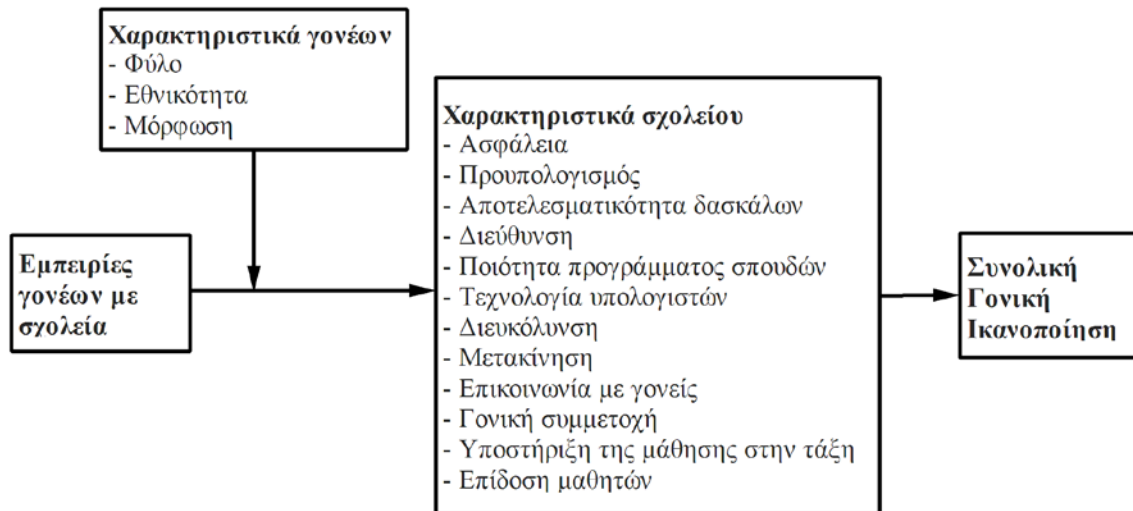 Χαρακτηριστικά γονέων
- Φύλο
- Εθνικότητα
- Μόρφωση
Εμπειρίες
γονέων με
σχολεία
Χαρακτηριστικά σχολείου
- Ασφάλεια
- Προυπολογισμός
- Αποτελεσματικότητα δασκάλων
- Διεύθυνση
- Ποιότητα προγράμματος σπουδών
- Τεχνολογία υπολογιστών
- Διευκόλυνση
- Μετακίνηση
- Επικοινωνία με γονείς
- Γονική συμμετοχή
- Υποστήριξη της μάθησης στην τάξη
- Επίδοση μαθητών
Συνολική
Γονική
Ικανοποίηση